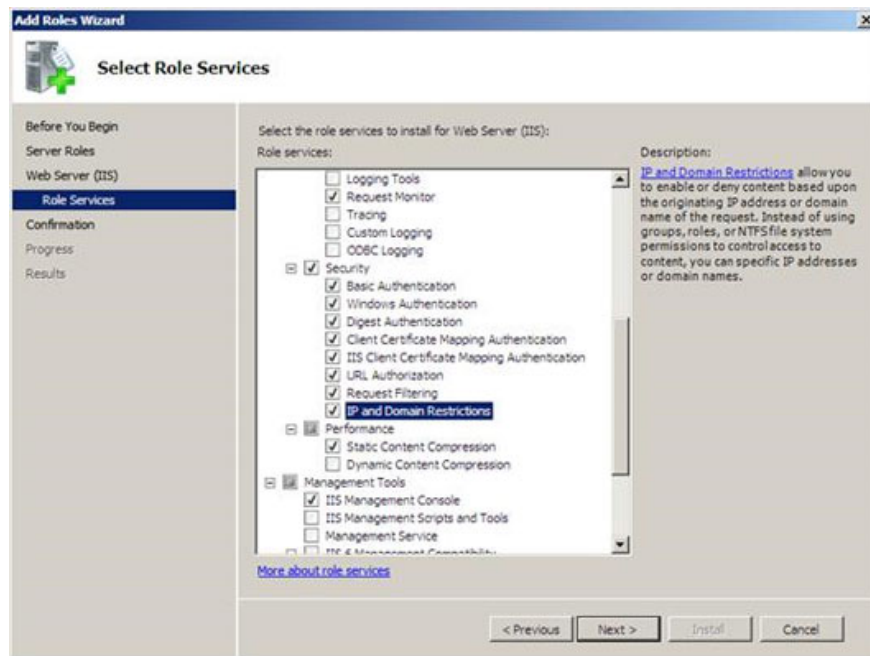 Add Roles Wizard
Select Role Services
Before You Begin
Server Roles
Web Server (IIS)
Role Services
Confirmation
Progress
Results
Select the role services to install for Web Server (IIS):
Role services:
Logging Tools
Request Monitor
Tracing
Custom Logging
ODBC Logging
Security
Basic Authentication
Windows Authentication
Digest Authentication
Client Certificate Mapping Authentication
IIS Client Certificate Mapping Authentication
URL Authorization
Request Filtering
IP and Domain Restrictions
Performance
Static Content Compression
Dynamic Content Compression
Management Tools
IIS Management Console
IIS Management Scripts and Tools
Management Service
IIS 6 Management Compatibility
More about role services
Description:
IP and Domain Restrictions allow you
to enable or deny content based upon
the originating IP address or domain
name of the request. Instead of using
groups, roles, or NTFS file system
permissions to control access to
content, you can specific IP addresses
or domain names.
< Previous
Next >
Install
Cancel